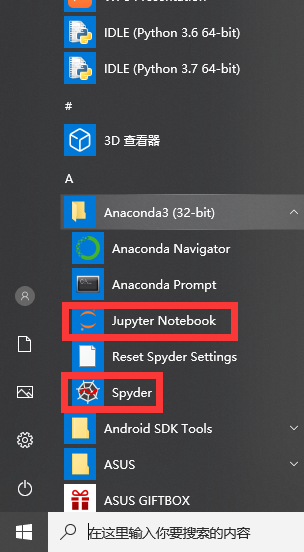 IDLE (Python 3.6 64-bit)
IDLE (Python 3.7 64-bit)
#
3D 查看器
A
Anaconda3 (32-bit)
Anaconda Navigator
Anaconda Prompt
Jupyter Notebook
Reset Spyder Settings
Spyder
Android SDK Tools
ASUS
ASUS GIFTBOX
在这里输入你要搜索的内容